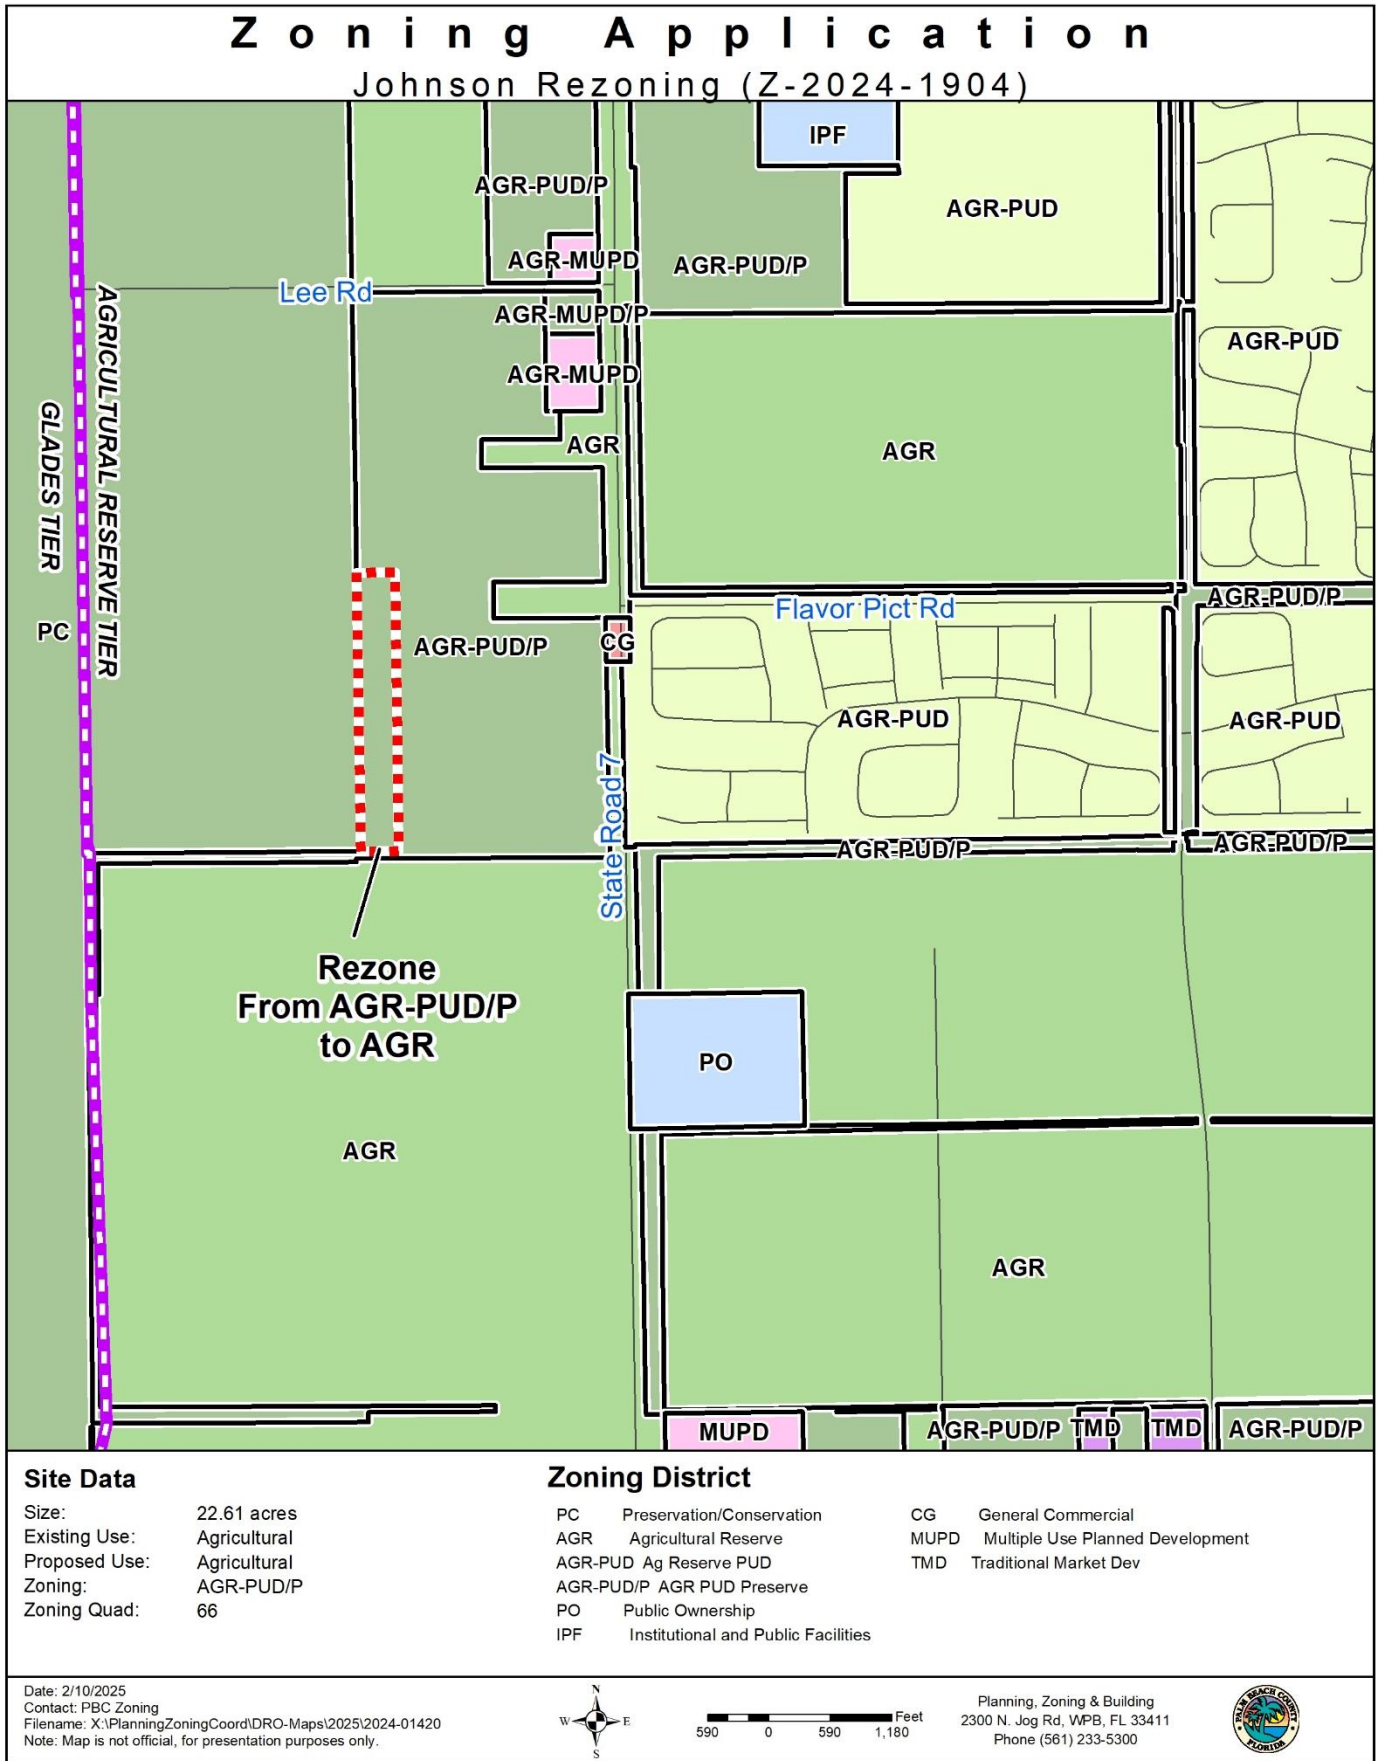 Zoning Application
Johnson Rezoning (Z-2024-1904)
IPF
AGR-PUD/P
AGR-PUD
AGR-MUPD
AGR-PUD/P
Lee Rd
AGR-MUPD/P
AGR-PUD
AGR-MUPD
AGRICULTURAL RESERVE TIER
GLADES TIER
AGR
AGR
AGR-PUD/P
Flavor Pict Rd
PC
AGR-PUD/P
CG
AGR-PUD
AGR-PUD
State Road 7
AGR-PUD/P
AGR-PUD/P
Rezone
From AGR-PUD/P
to AGR
PO
AGR
AGR
MUPD
AGR-PUD/P
TMD
TMD
AGR-PUD/P
Site Data
Size: 22.61 acres
Existing Use: Agricultural
Proposed Use: Agricultural
Zoning: AGR-PUD/P
Zoning Quad: 66
Zoning District
PC Preservation/Conservation
AGR Agricultural Reserve
AGR-PUD Ag Reserve PUD
AGR-PUD/P AGR PUD Preserve
PO Public Ownership
IPF Institutional and Public Facilities
CG General Commercial
MUPD Multiple Use Planned Development
TMD Traditional Market Dev
Date: 2/10/2025
Contact: PBC Zoning
Filename: X:\PlanningZoningCoord\DRO-Maps\2025\2024-01420
Note: Map is not official, for presentation purposes only.
N
W E
S
Feet
590 0 590 1,180
Planning, Zoning & Building
2300 N. Jog Rd, WPB, FL 33411
Phone (561) 233-5300
PALM BEACH COUNTY
FLORIDA